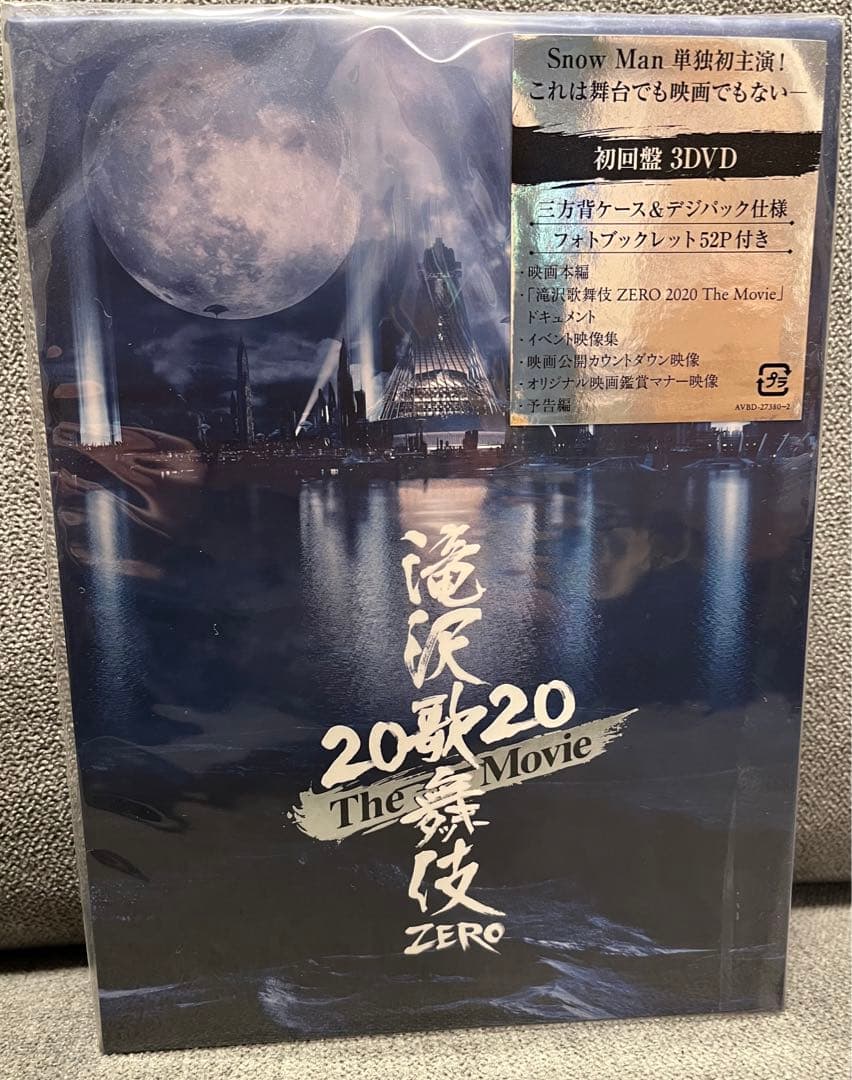 Snow Man 単独初主演!
これは舞台でも映画でもない—
初回盤 3DVD
三方背ケース&デジパック仕様
フォトブックレット52P付き
・映画本編
・「滝沢歌舞伎 ZERO 2020 The Movie」
ドキュメント
・イベント映像集
・映画公開カウントダウン映像
・オリジナル映画鑑賞マナー映像
・予告編
プラ
AVBD-27380~2
滝沢歌舞伎
2020
The Movie
ZERO